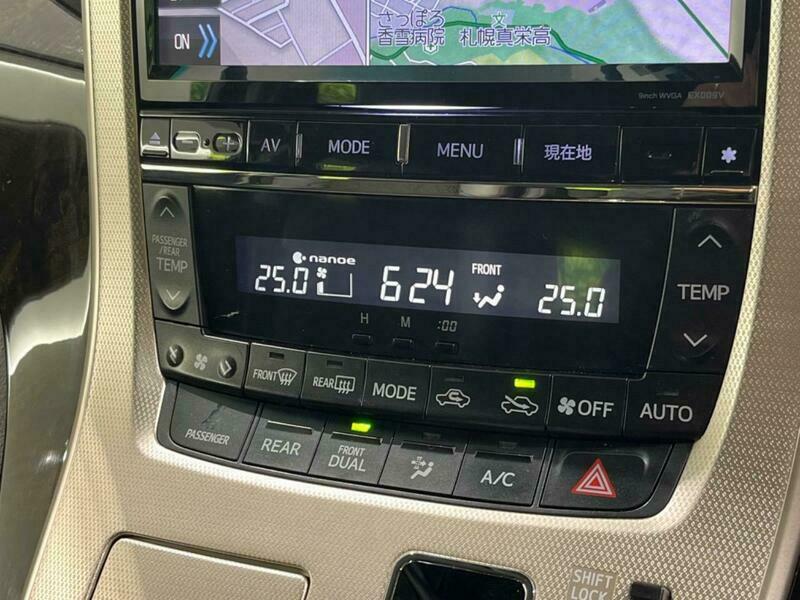 ON
さっぽろ
香雪病院
文
札幌真栄高
9inch WVGA EX009V
AV
MODE
MENU
現在地
PASSENGER
/REAR
TEMP
nanoe
25.0
6 24
FRONT
25.0
H M :00
TEMP
FRONT
REAR
MODE
OFF
AUTO
PASSENGER
REAR
FRONT
DUAL
A/C
SHIFT
LOCK